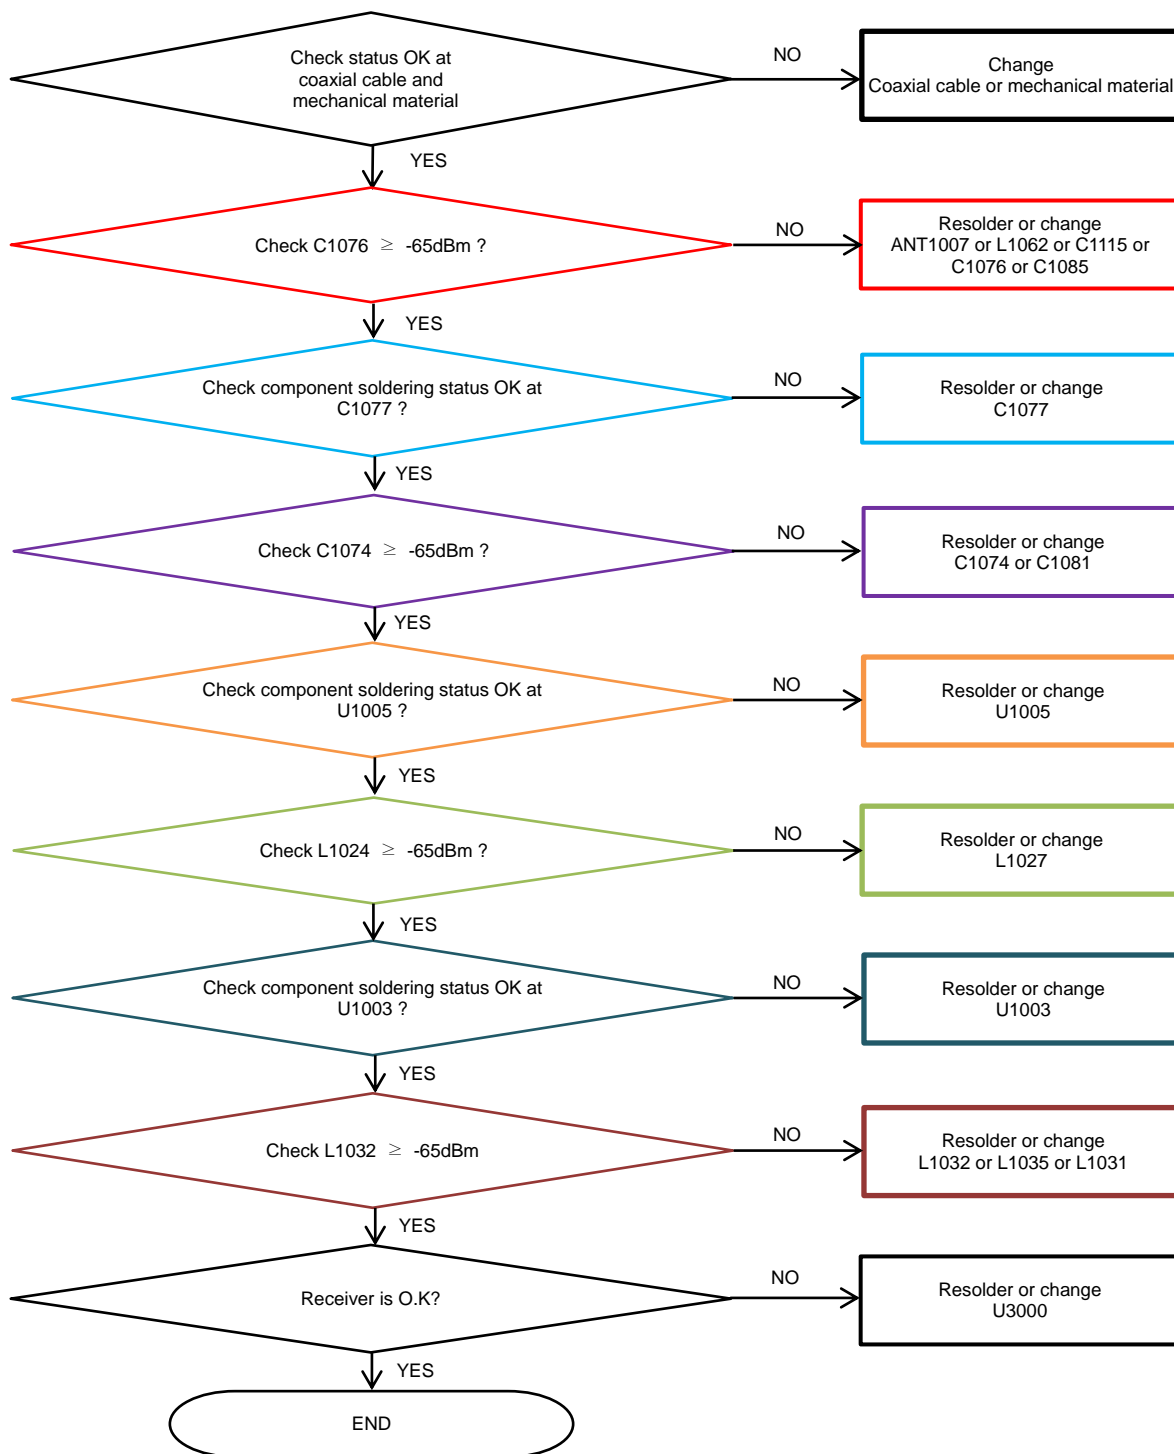 Check status OK at
coaxial cable and
mechanical material
NO
Change
Coaxial cable or mechanical material
YES
Check C1076 ≥ -65dBm ?
NO
Resolder or change
ANT1007 or L1062 or C1115 or
C1076 or C1085
YES
Check component soldering status OK at
C1077 ?
NO
Resolder or change
C1077
YES
Check C1074 ≥ -65dBm ?
NO
Resolder or change
C1074 or C1081
YES
Check component soldering status OK at
U1005 ?
NO
Resolder or change
U1005
YES
Check L1024 ≥ -65dBm ?
NO
Resolder or change
L1027
YES
Check component soldering status OK at
U1003 ?
NO
Resolder or change
U1003
YES
Check L1032 ≥ -65dBm
NO
Resolder or change
L1032 or L1035 or L1031
YES
Receiver is O.K?
NO
Resolder or change
U3000
YES
END